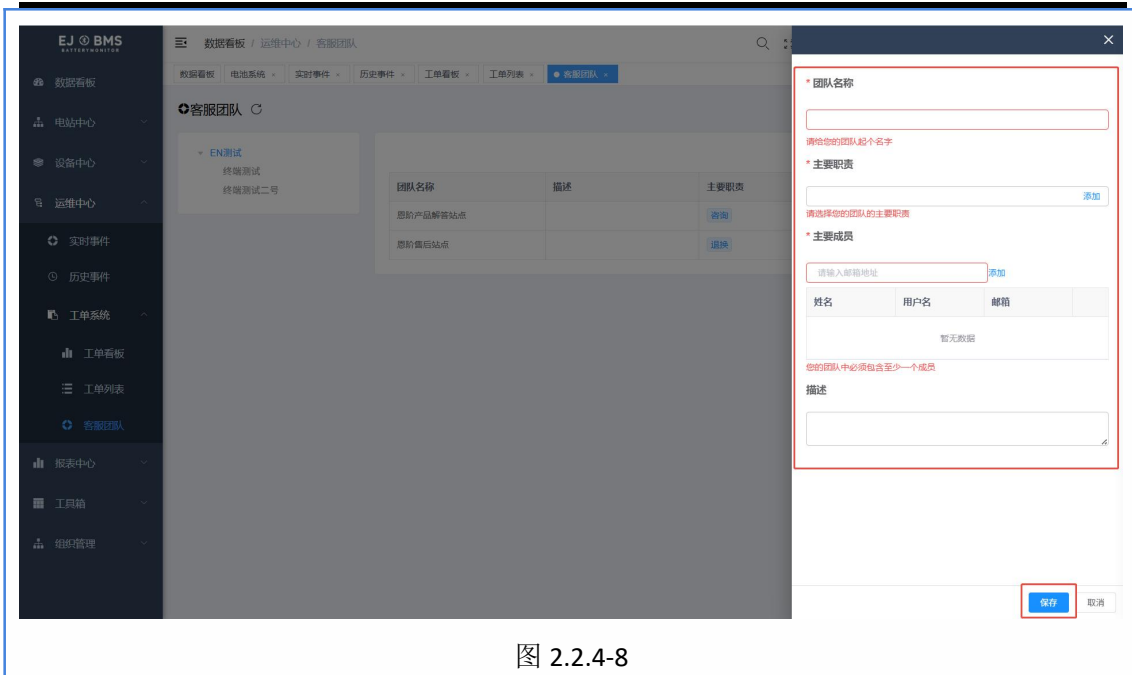 EJ BMS
BATTERYMONITOR
数据看板
电站中心
设备中心
运维中心
实时事件
历史事件
工单系统
工单看板
工单列表
客服团队
报表中心
工具箱
组织管理
数据看板 / 运维中心 / 客服团队
数据看板 电池系统 × 实时事件 × 历史事件 × 工单看板 × 工单列表 × 客服团队 ×
客服团队
EN测试
终端测试
终端测试二号
团队名称 描述 主要职责
恩阶产品解答站点 咨询
恩阶售后站点 退换
* 团队名称
请给您的团队起个名字
* 主要职责
添加
请选择您的团队的主要职责
* 主要成员
请输入邮箱地址 添加
姓名 用户名 邮箱
暂无数据
您的团队中必须包含至少一个成员
描述
保存 取消
图 2.2.4-8